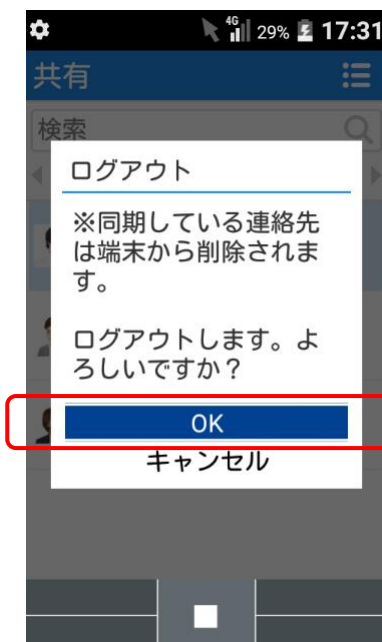 4G 29% 17:31
共有
検索
ログアウト
※同期している連絡先
は端末から削除されま
す。
ログアウトします。よ
ろしいですか？
OK
キャンセル